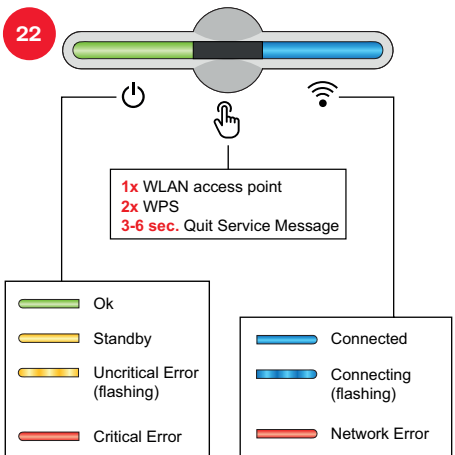 22
1x WLAN access point
2x WPS
3-6 sec. Quit Service Message
Ok
Standby
Uncritical Error
(flashing)
Critical Error
Connected
Connecting
(flashing)
Network Error